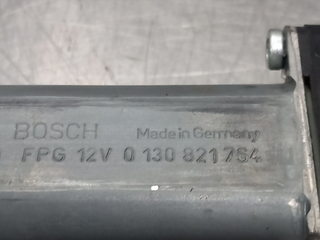 BOSCH Made in Germany
FPG 12V 0 130 821 764